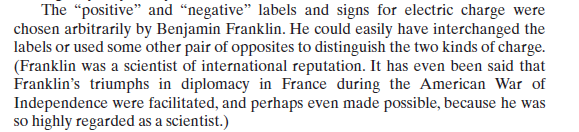 The “positive” and “negative” labels and signs for electric charge were
chosen arbitrarily by Benjamin Franklin. He could easily have interchanged the
labels or used some other pair of opposites to distinguish the two kinds of charge.
(Franklin was a scientist of international reputation. It has even been said that
Franklin’s triumphs in diplomacy in France during the American War of
Independence were facilitated, and perhaps even made possible, because he was
so highly regarded as a scientist.)